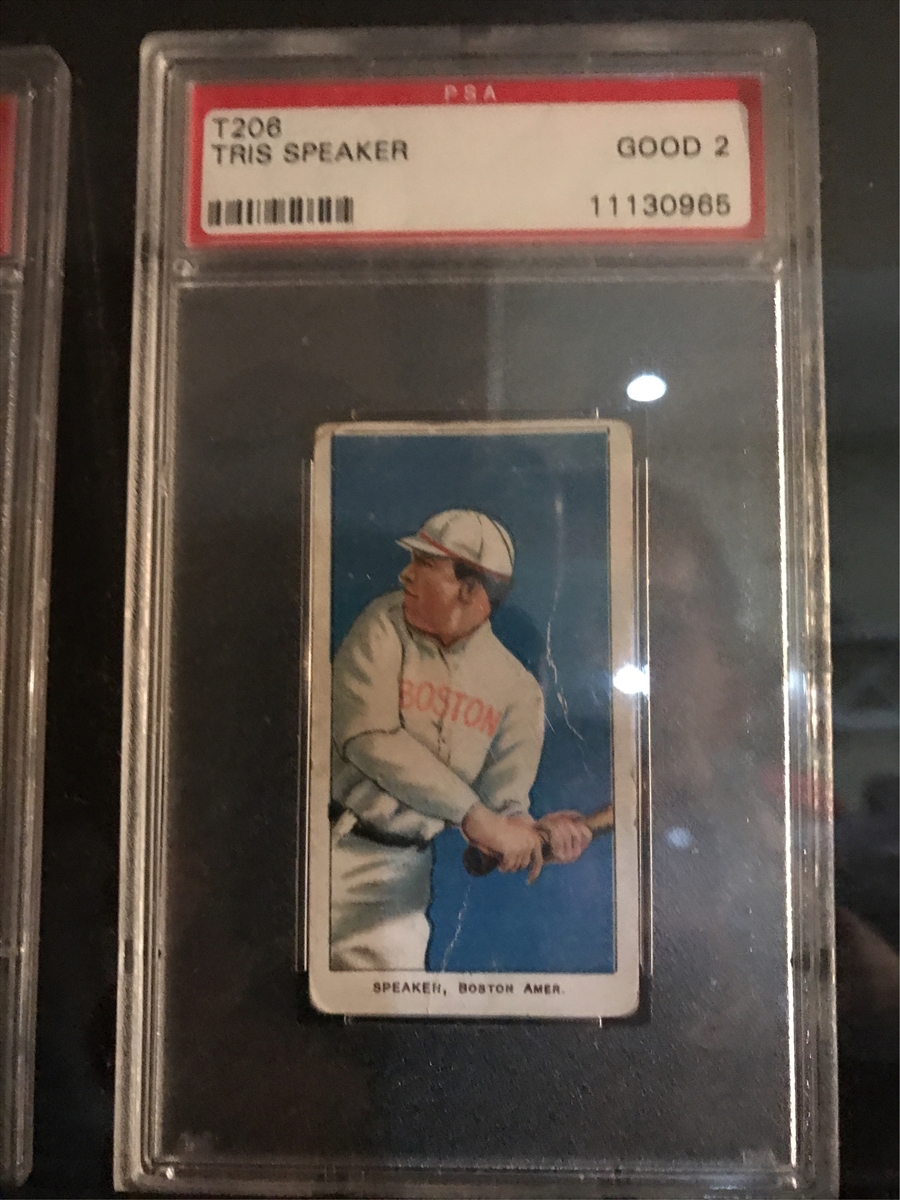 PSA
T206
TRIS SPEAKER
GOOD 2
11130965
BOSTON
SPEAKER, BOSTON AMER.